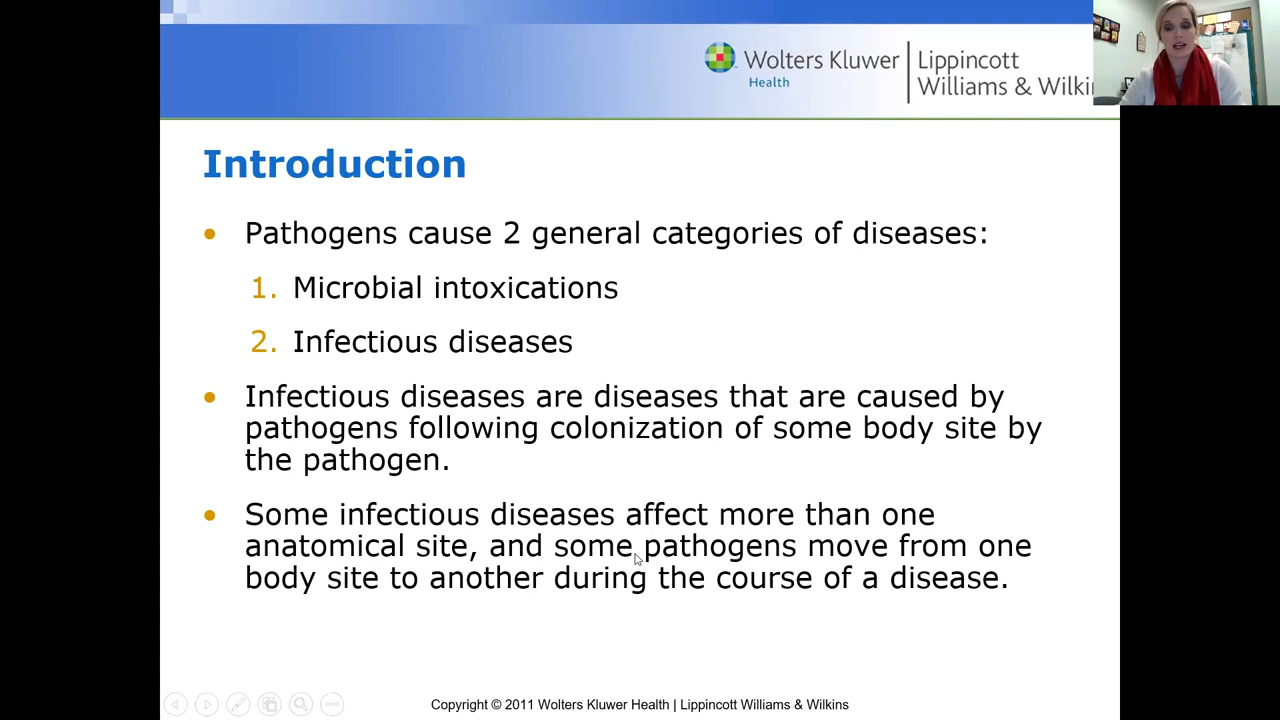 Wolters Kluwer
Health
Lippincott
Williams & Wilki
Introduction
• Pathogens cause 2 general categories of diseases:
1. Microbial intoxications
2. Infectious diseases
• Infectious diseases are diseases that are caused by
pathogens following colonization of some body site by
the pathogen.
• Some infectious diseases affect more than one
anatomical site, and some pathogens move from one
body site to another during the course of a disease.
Copyright © 2011 Wolters Kluwer Health | Lippincott Williams & Wilkins